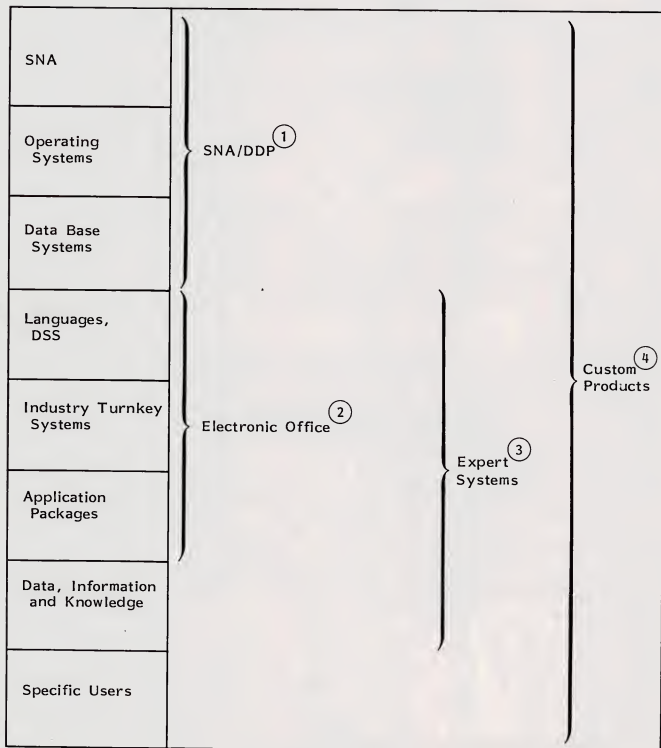 SNA
Operating
Systems
Data Base
Systems
Languages,
DSS
Industry Turnkey
Systems
Application
Packages
Data, Information
and Knowledge
Specific Users
SNA/DDP 1
Electronic Office 2
Expert 3
Systems
Custom 4
Products